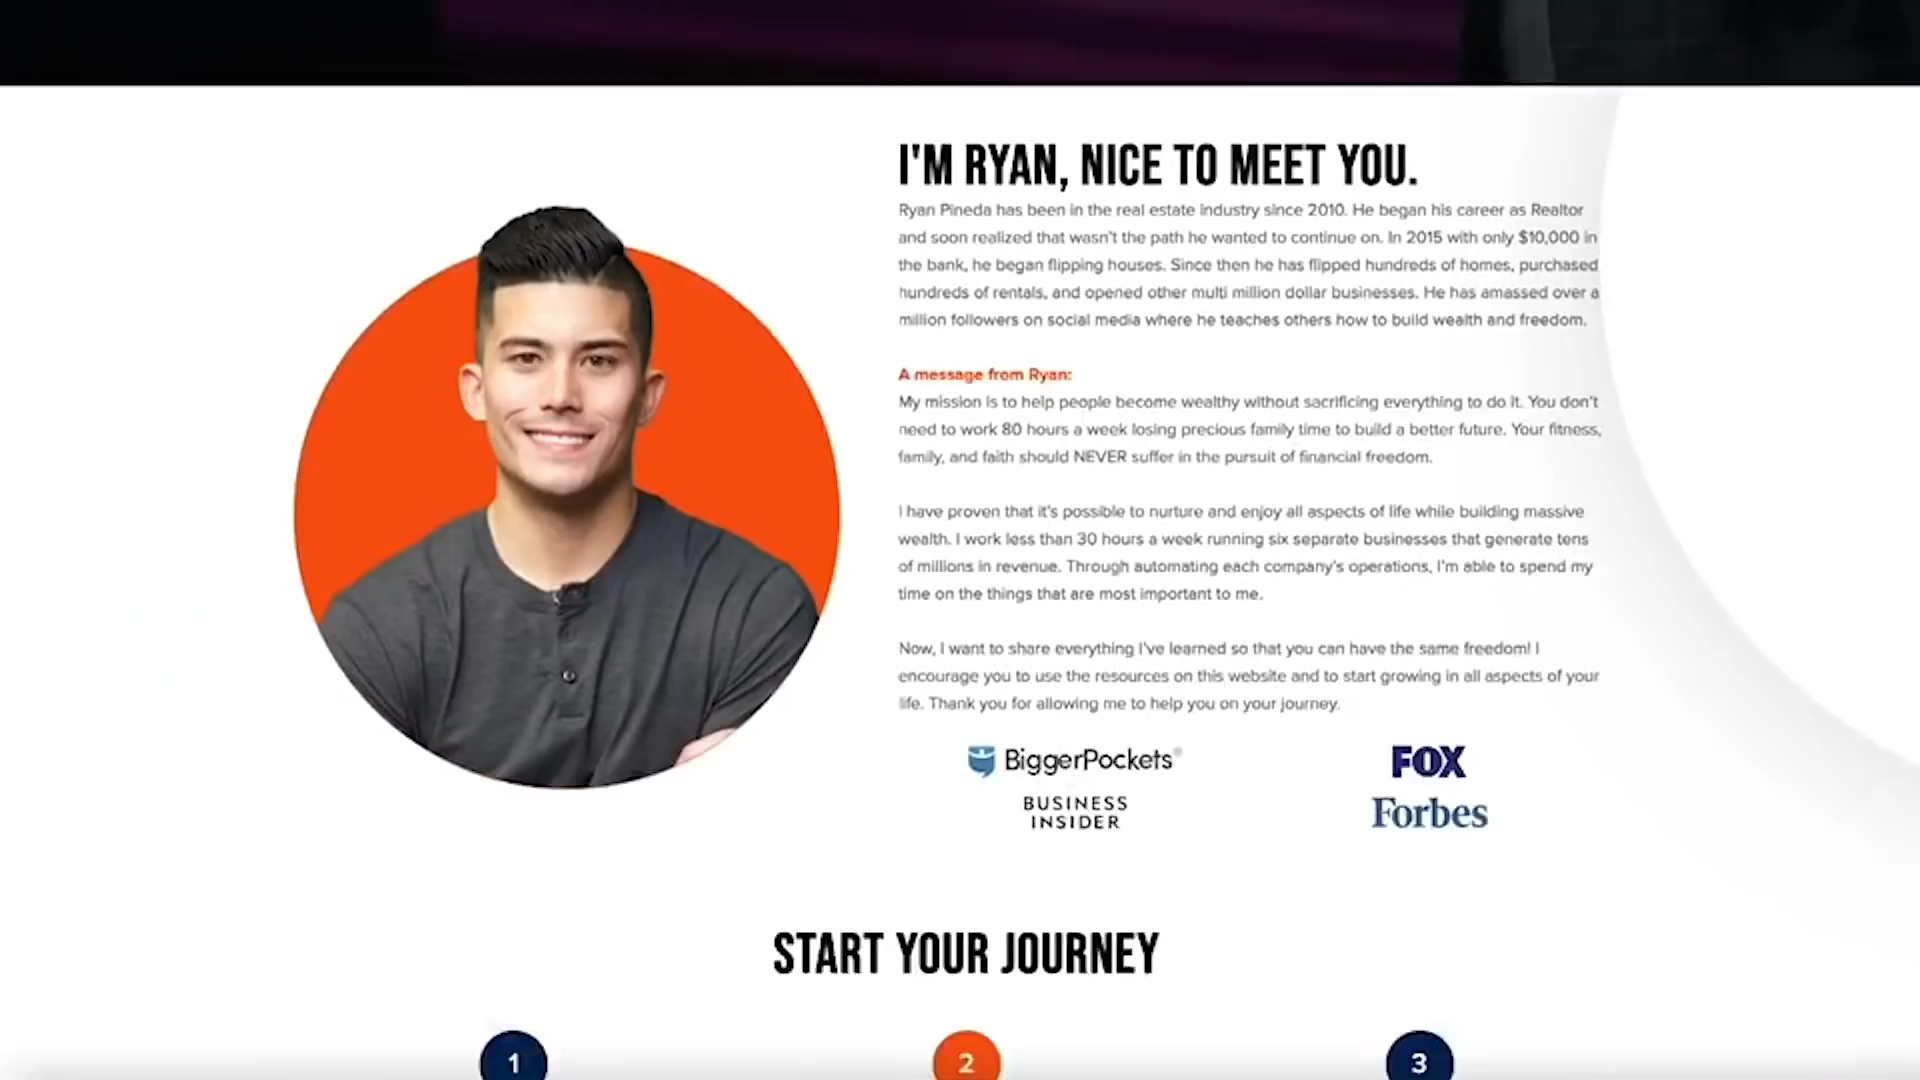 I'M RYAN, NICE TO MEET YOU.
Ryan Pineda has been in the real estate industry since 2010. He began his career as Realtor
and soon realized that wasn't the path he wanted to continue on. In 2015 with only $10,000 in
the bank, he began flipping houses. Since then he has flipped hundreds of homes, purchased
hundreds of rentals, and opened other multi million dollar businesses. He has amassed over a
million followers on social media where he teaches others how to build wealth and freedom.
A message from Ryan:
My mission is to help people become wealthy without sacrificing everything to do it. You don't
need to work 80 hours a week losing precious family time to build a better future. Your fitness,
family, and faith should NEVER suffer in the pursuit of financial freedom.
I have proven that it's possible to nurture and enjoy all aspects of life while building massive
wealth. I work less than 30 hours a week running six separate businesses that generate tens
of millions in revenue. Through automating each company's operations, I'm able to spend my
time on the things that are most important to me.
Now, I want to share everything I've learned so that you can have the same freedom! I
encourage you to use the resources on this website and to start growing in all aspects of your
life. Thank you for allowing me to help you on your journey.
BiggerPockets®
FOX
BUSINESS
INSIDER
Forbes
START YOUR JOURNEY
1
2
3